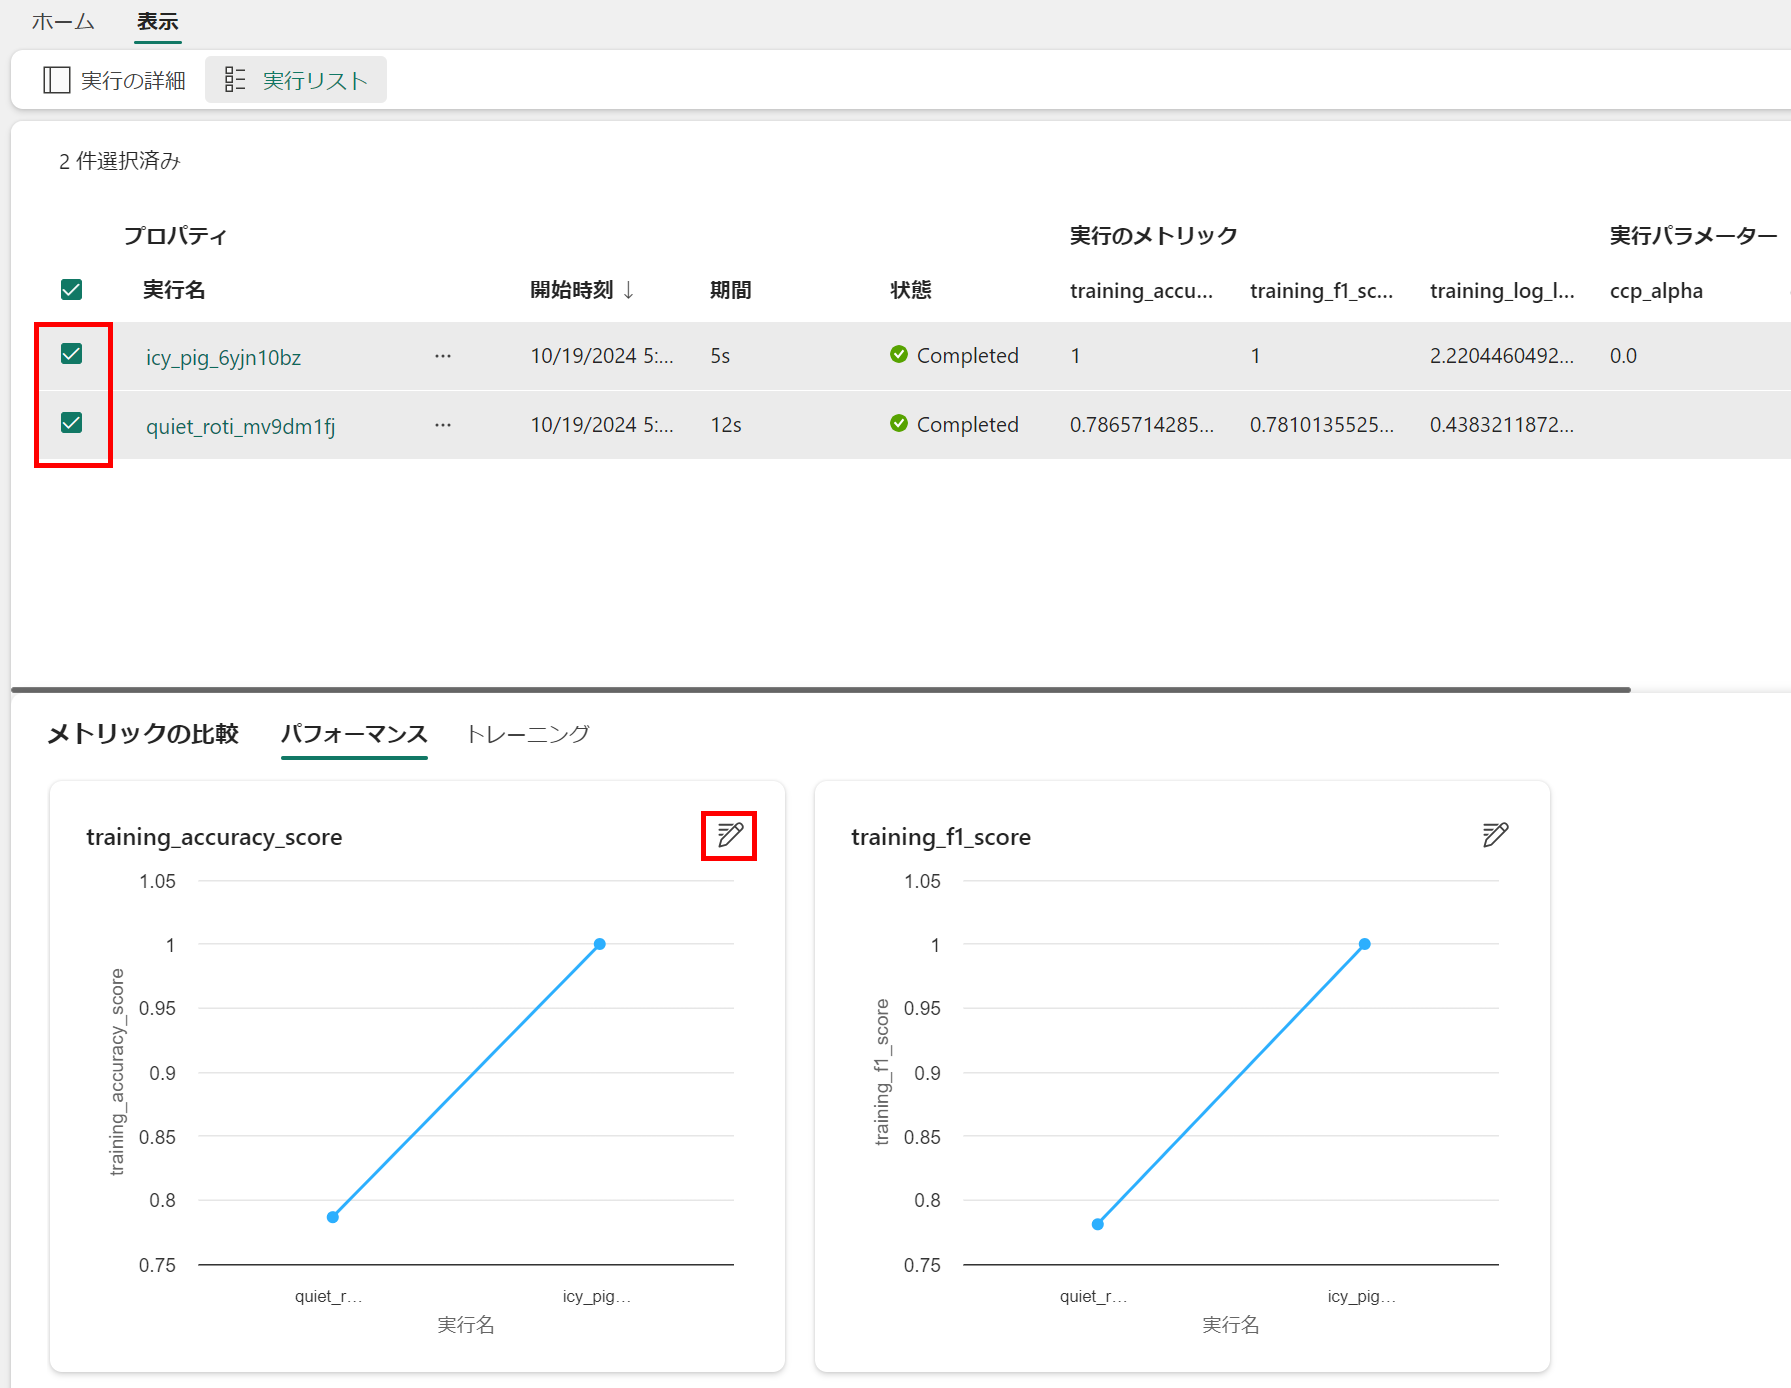 ホーム 表示
実行の詳細 実行リスト
2 件選択済み
プロパティ 実行のメトリック 実行パラメーター
実行名 開始時刻 ↓ 期間 状態 training_accu... training_f1_sc... training_log_l... ccp_alpha
icy_pig_6yjn10bz ... 10/19/2024 5:... 5s Completed 1 1 2.2204460492... 0.0
quiet_roti_mv9dm1fj ... 10/19/2024 5:... 12s Completed 0.7865714285... 0.7810135525... 0.4383211872...
メトリックの比較 パフォーマンス トレーニング
training_accuracy_score
1.05
1
0.95
0.9
0.85
0.8
0.75
training_accuracy_score
quiet_r... icy_pig...
実行名
training_f1_score
1.05
1
0.95
0.9
0.85
0.8
0.75
training_f1_score
quiet_r... icy_pig...
実行名